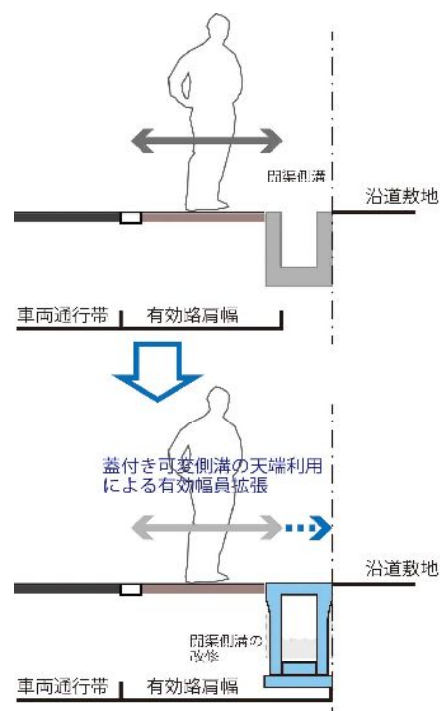 開渠側溝
沿道敷地
車両通行帯
有効路肩幅
蓋付き可変側溝の天端利用
による有効幅員拡張
沿道敷地
開渠側溝の
改修
車両通行帯
有効路肩幅